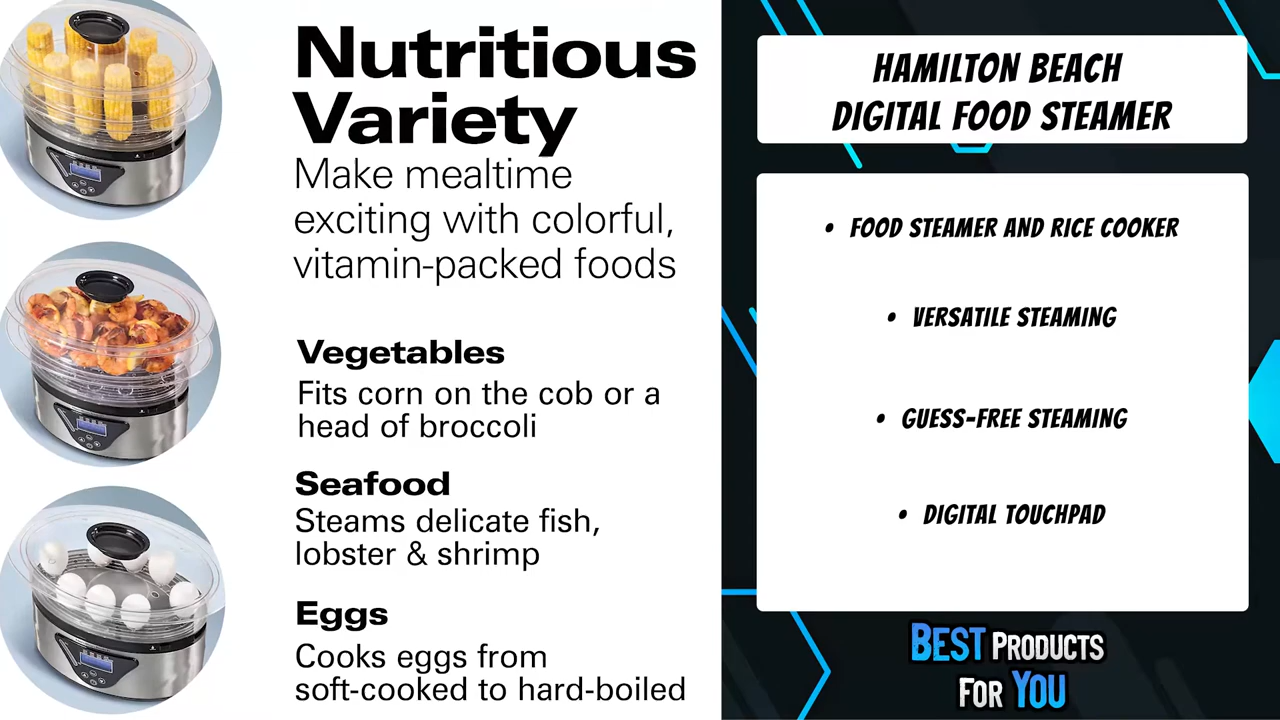 Nutritious
Variety
Make mealtime
exciting with colorful,
vitamin-packed foods
Vegetables
Fits corn on the cob or a
head of broccoli
Seafood
Steams delicate fish,
lobster & shrimp
Eggs
Cooks eggs from
soft-cooked to hard-boiled
HAMILTON BEACH
DIGITAL FOOD STEAMER
• FOOD STEAMER AND RICE COOKER
• VERSATILE STEAMING
• GUESS-FREE STEAMING
• DIGITAL TOUCHPAD
BEST PRODUCTS
FOR YOU